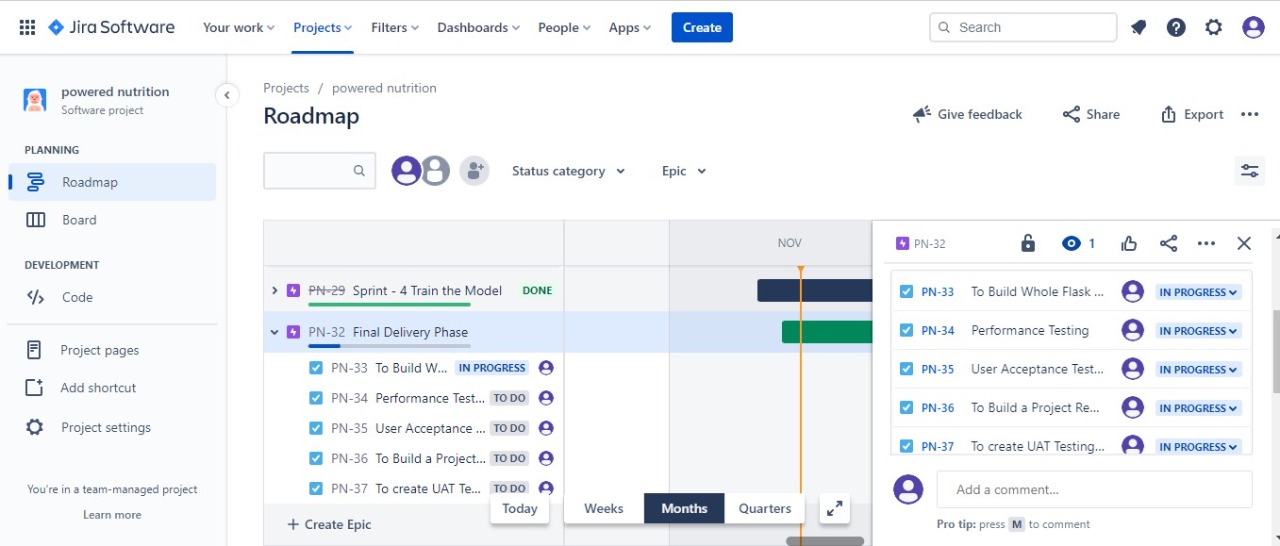 Jira Software Your work Projects Filters Dashboards People Apps Create Search
powered nutrition
Software project
PLANNING
Roadmap
Board
DEVELOPMENT
Code
Project pages
Add shortcut
Project settings
You're in a team-managed project
Learn more
Projects / powered nutrition
Roadmap
Give feedback Share Export
Status category Epic
NOV
PN-29 Sprint - 4 Train the Model DONE
PN-32 Final Delivery Phase
PN-33 To Build W... IN PROGRESS
PN-34 Performance Test... TO DO
PN-35 User Acceptance ... TO DO
PN-36 To Build a Project... TO DO
PN-37 To create UAT Te... TO DO
+ Create Epic
Today Weeks Months Quarters
PN-32 1
PN-33 To Build Whole Flask ... IN PROGRESS
PN-34 Performance Testing IN PROGRESS
PN-35 User Acceptance Test... IN PROGRESS
PN-36 To Build a Project Re... IN PROGRESS
PN-37 To create UAT Testing... IN PROGRESS
Add a comment...
Pro tip: press M to comment